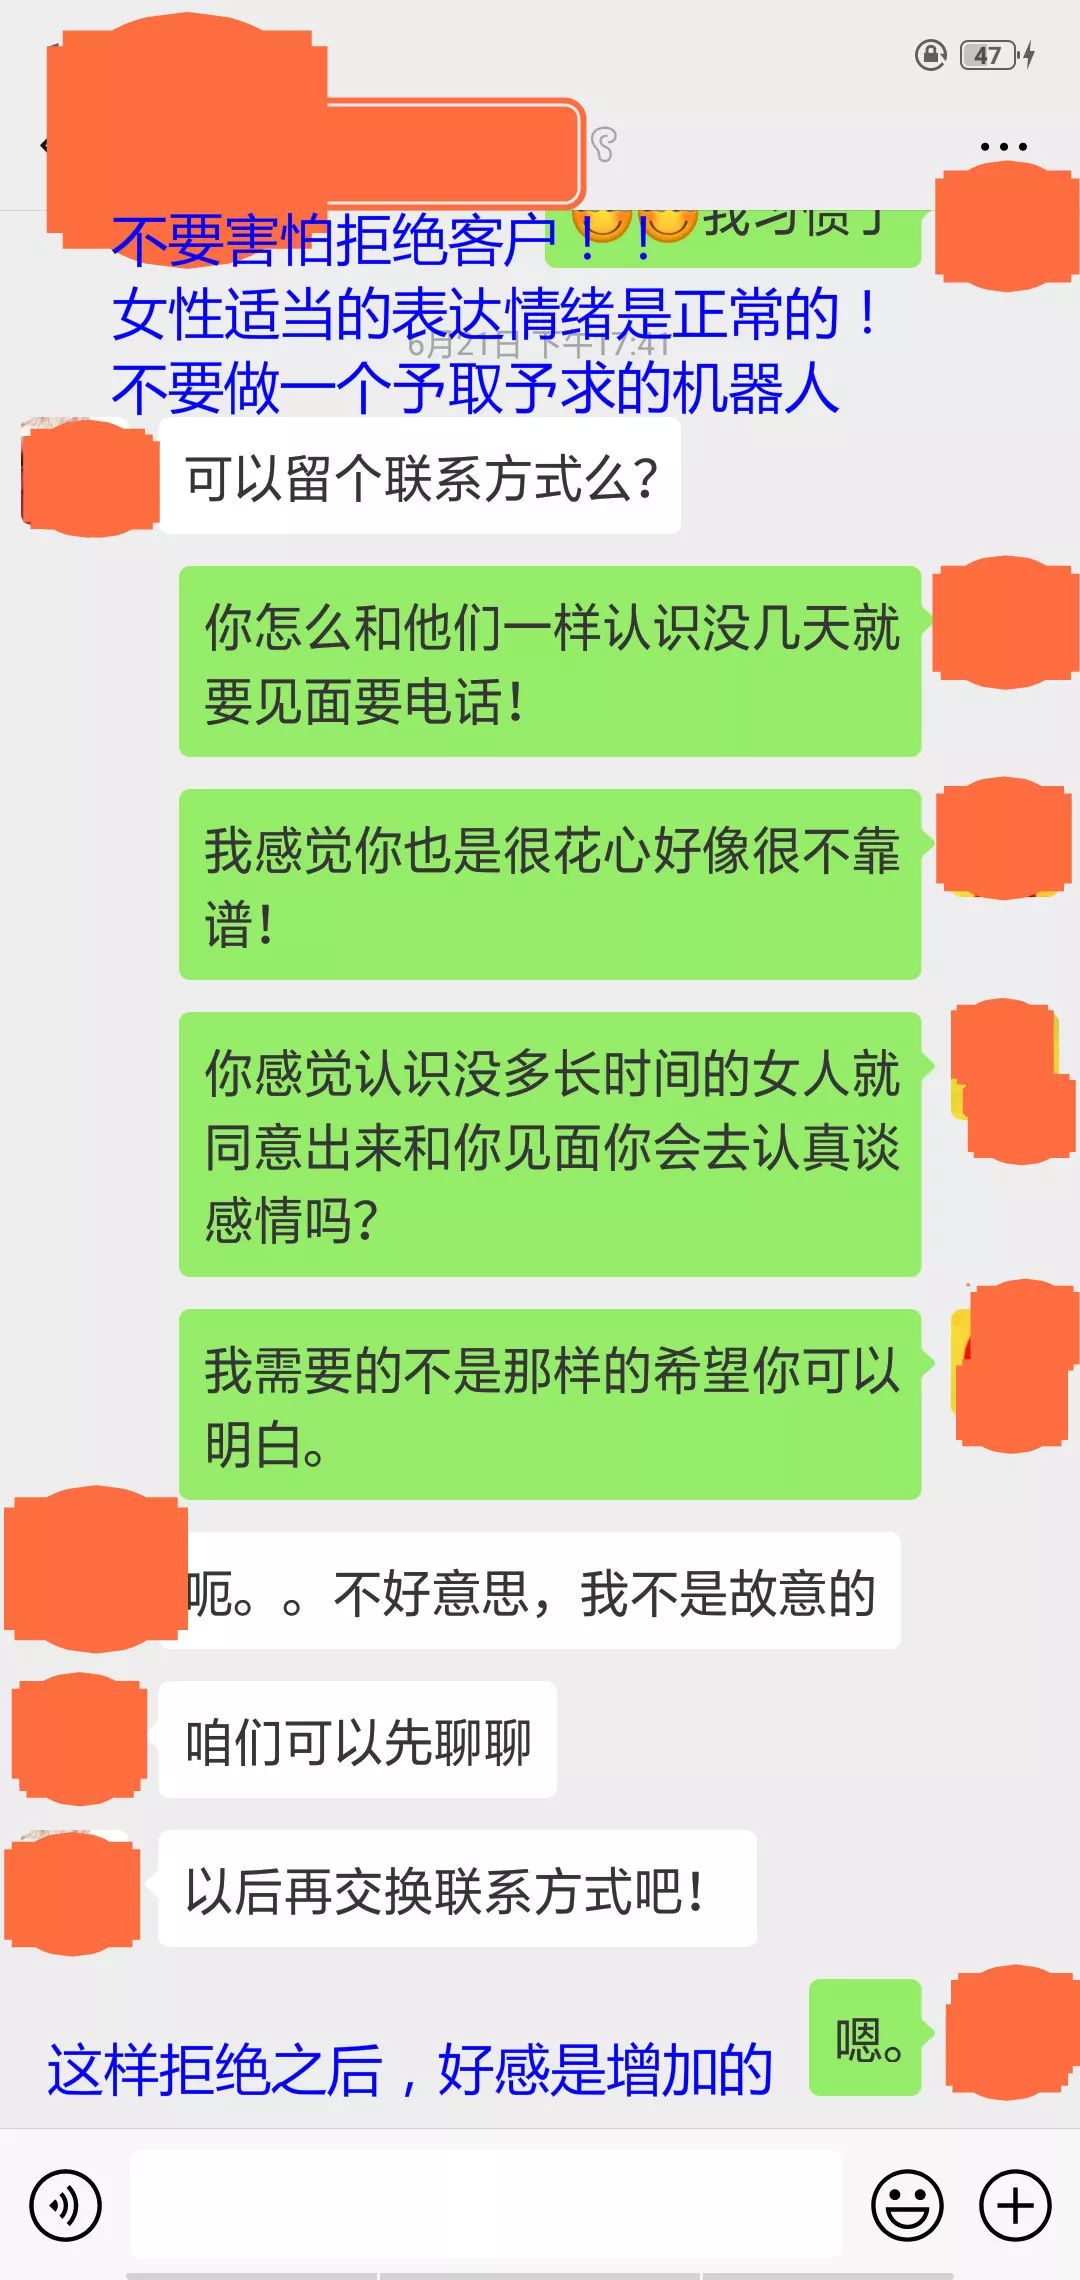 47
我习惯了
不要害怕拒绝客户！！
女性适当的表达情绪是正常的！
6月21日 下午17:41
不要做一个予取予求的机器人
可以留个联系方式么？
你怎么和他们一样认识没几天就
要见面要电话！
我感觉你也是很花心好像很不靠
谱！
你感觉认识没多长时间的女人就
同意出来和你见面你会去认真谈
感情吗？
我需要的不是那样的希望你可以
明白。
呃。。不好意思，我不是故意的
咱们可以先聊聊
以后再交换联系方式吧！
嗯。
这样拒绝之后，好感是增加的